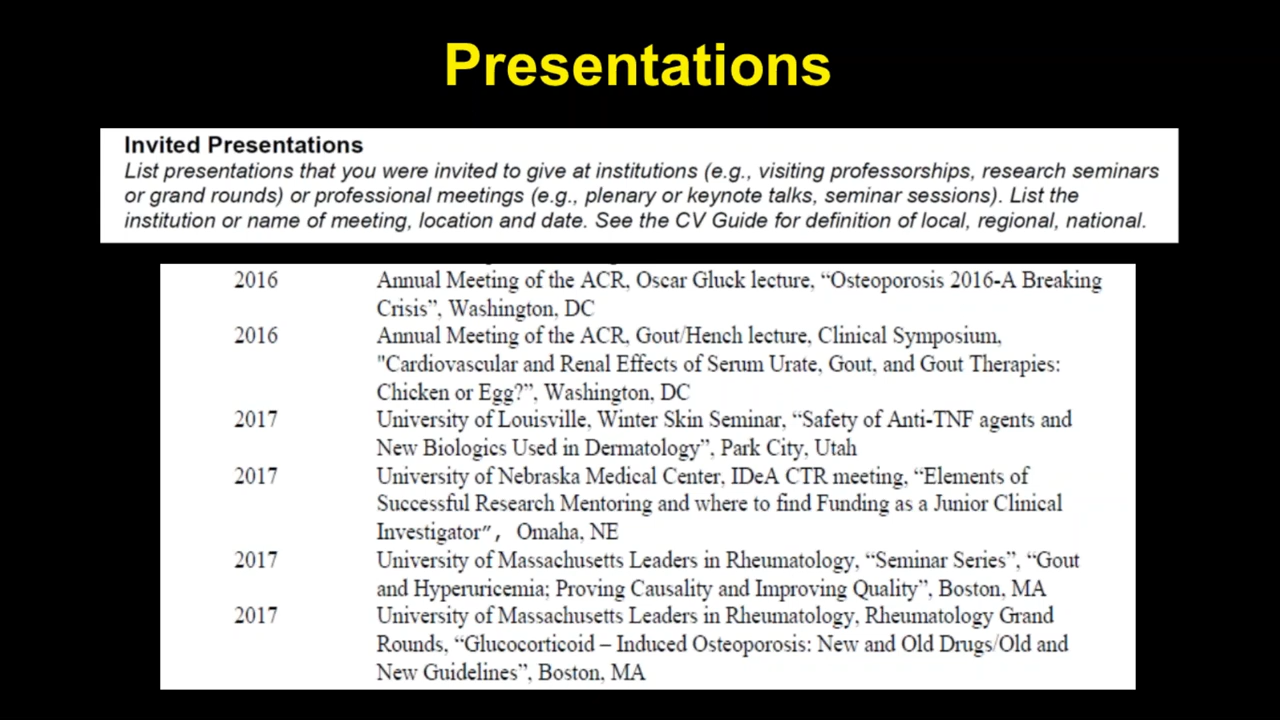 Presentations
Invited Presentations
List presentations that you were invited to give at institutions (e.g., visiting professorships, research seminars
or grand rounds) or professional meetings (e.g., plenary or keynote talks, seminar sessions). List the
institution or name of meeting, location and date. See the CV Guide for definition of local, regional, national.
2016 Annual Meeting of the ACR, Oscar Gluck lecture, “Osteoporosis 2016-A Breaking
Crisis”, Washington, DC
2016 Annual Meeting of the ACR, Gout/Hench lecture, Clinical Symposium,
"Cardiovascular and Renal Effects of Serum Urate, Gout, and Gout Therapies:
Chicken or Egg?”, Washington, DC
2017 University of Louisville, Winter Skin Seminar, “Safety of Anti-TNF agents and
New Biologics Used in Dermatology”, Park City, Utah
2017 University of Nebraska Medical Center, IDeA CTR meeting, “Elements of
Successful Research Mentoring and where to find Funding as a Junior Clinical
Investigator”, Omaha, NE
2017 University of Massachusetts Leaders in Rheumatology, “Seminar Series”, “Gout
and Hyperuricemia; Proving Causality and Improving Quality”, Boston, MA
2017 University of Massachusetts Leaders in Rheumatology, Rheumatology Grand
Rounds, “Glucocorticoid – Induced Osteoporosis: New and Old Drugs/Old and
New Guidelines”, Boston, MA